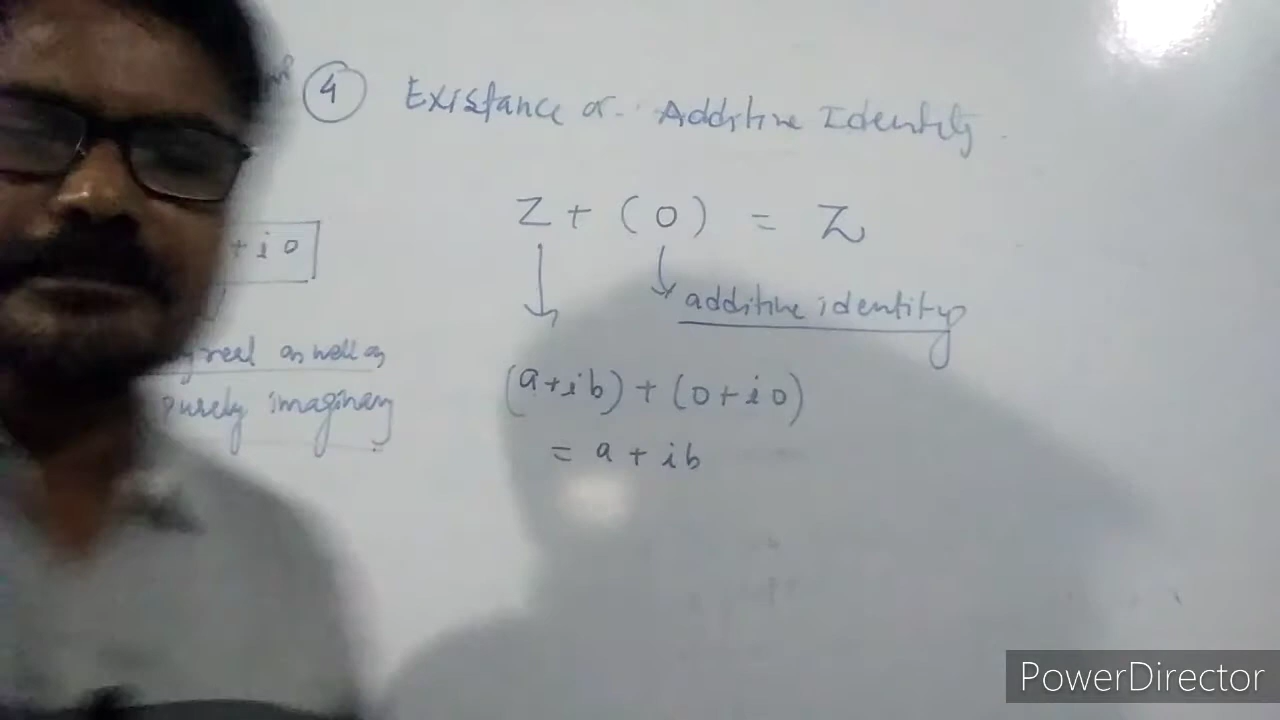 4 Existance of Additive Identity
Z + (0) = Z
+ i 0
additive identity
real as well as
purely imaginary
(a+ib) + (0+i0)
= a + ib
PowerDirector